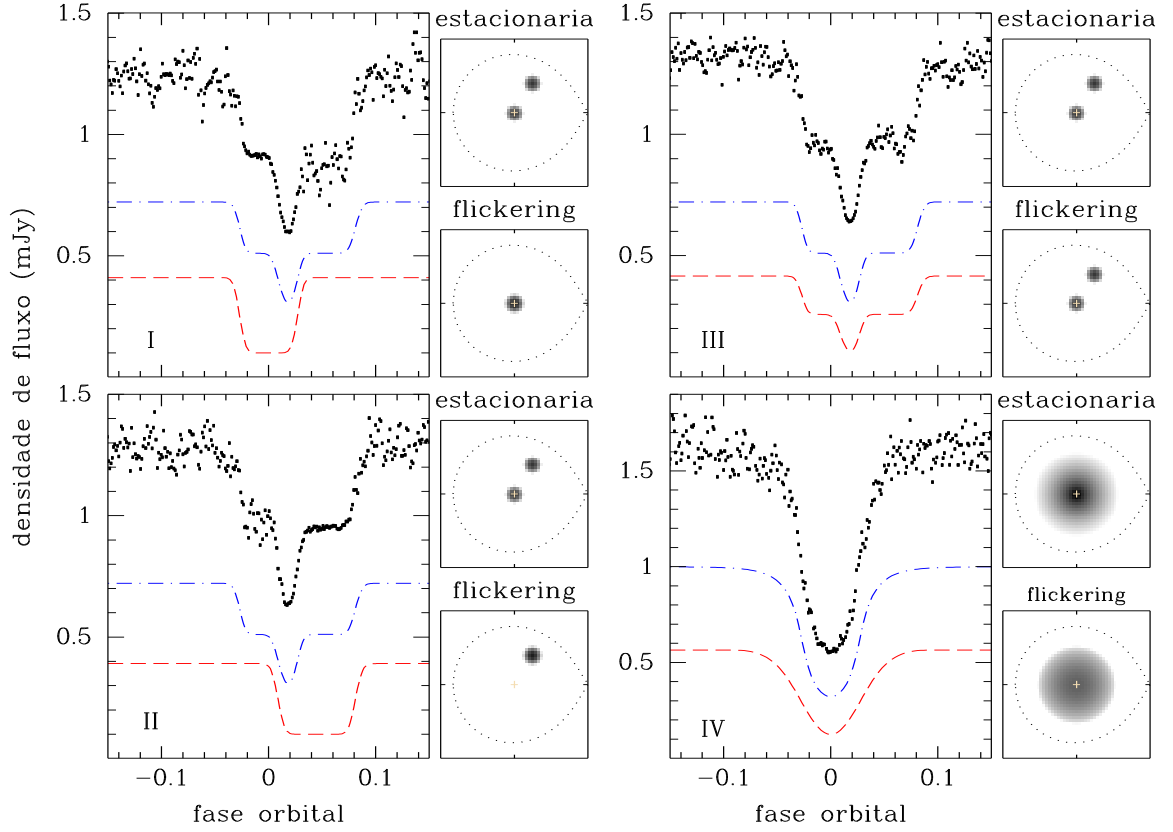 estacionaria
estacionaria
1.5
1
0.5
I
flickering
1.5
1
0.5
III
flickering
densidade de fluxo (mJy)
1.5
1
0.5
II
estacionaria
flickering
1.5
1
0.5
IV
estacionaria
flickering
−0.1 0 0.1
−0.1 0 0.1
fase orbital
fase orbital